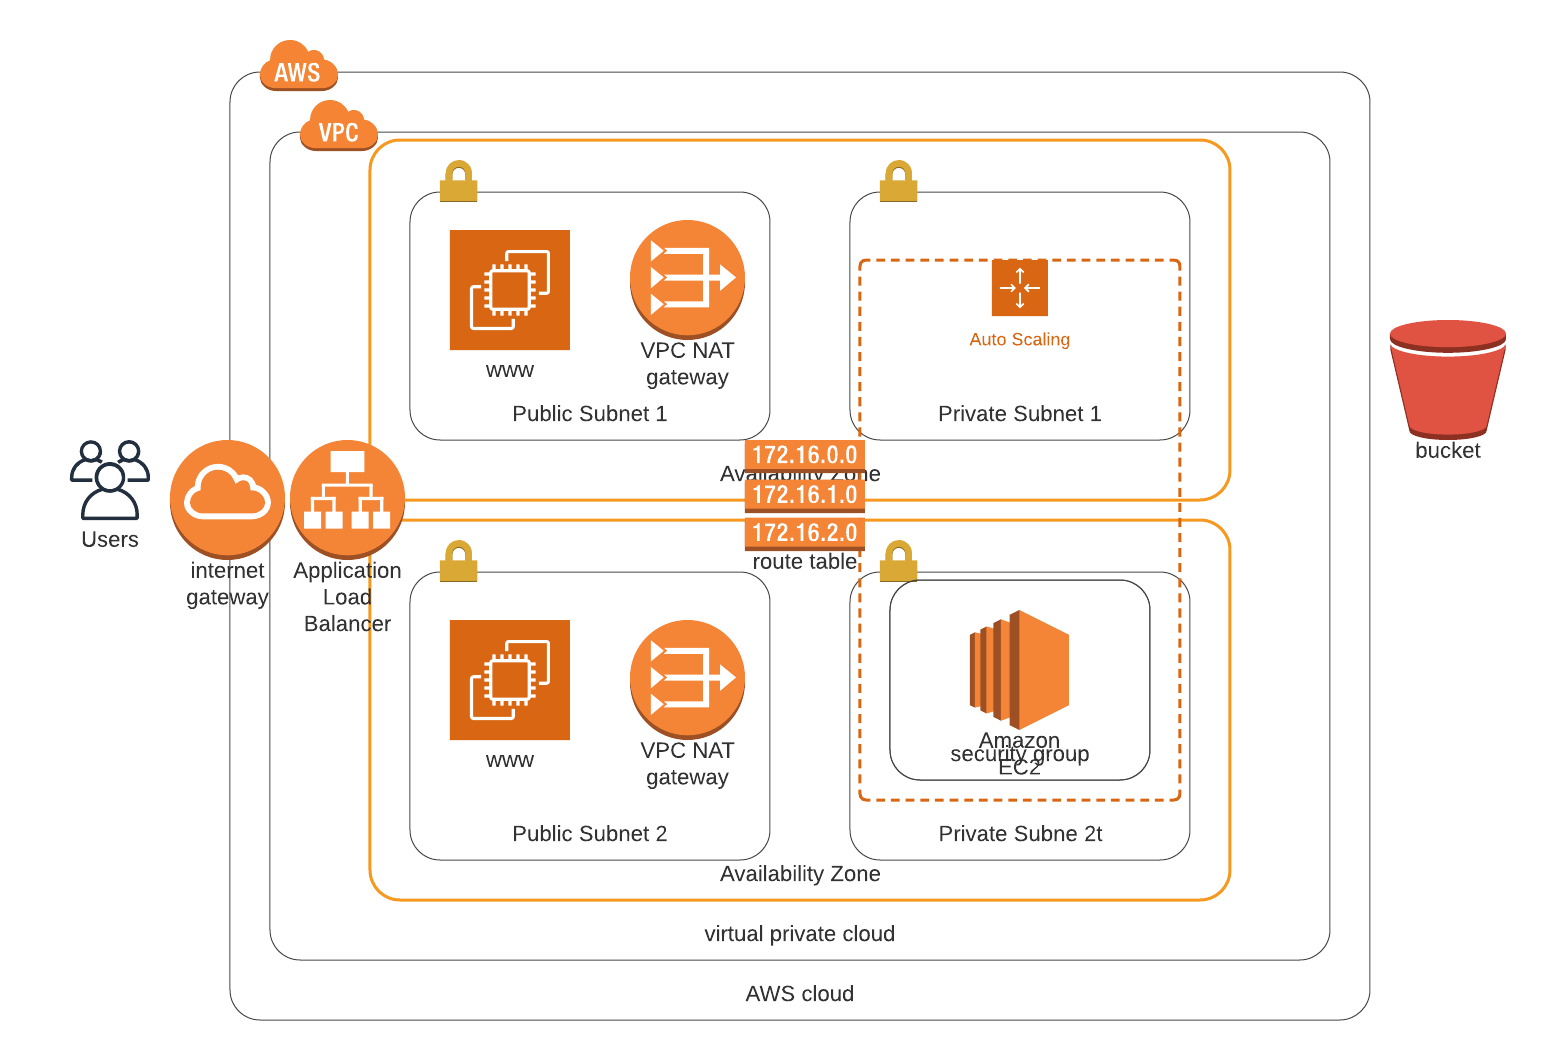 AWS
VPC
www
VPC NAT
gateway
Public Subnet 1
Auto Scaling
Private Subnet 1
172.16.0.0
Availability Zone
172.16.1.0
172.16.2.0
route table
Users
internet
gateway
Application
Load
Balancer
bucket
www
VPC NAT
gateway
Public Subnet 2
Amazon
EC2
security group
Private Subne 2t
Availability Zone
virtual private cloud
AWS cloud